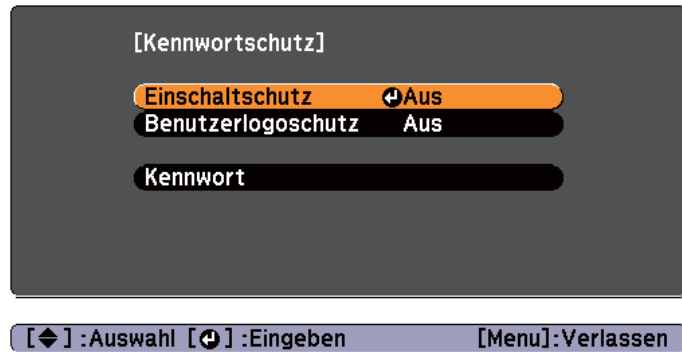 [Kennwortschutz]
Einschaltschutz Aus
Benutzerlogoschutz Aus
Kennwort
[ ] :Auswahl [ ] :Eingeben [Menu]:Verlassen